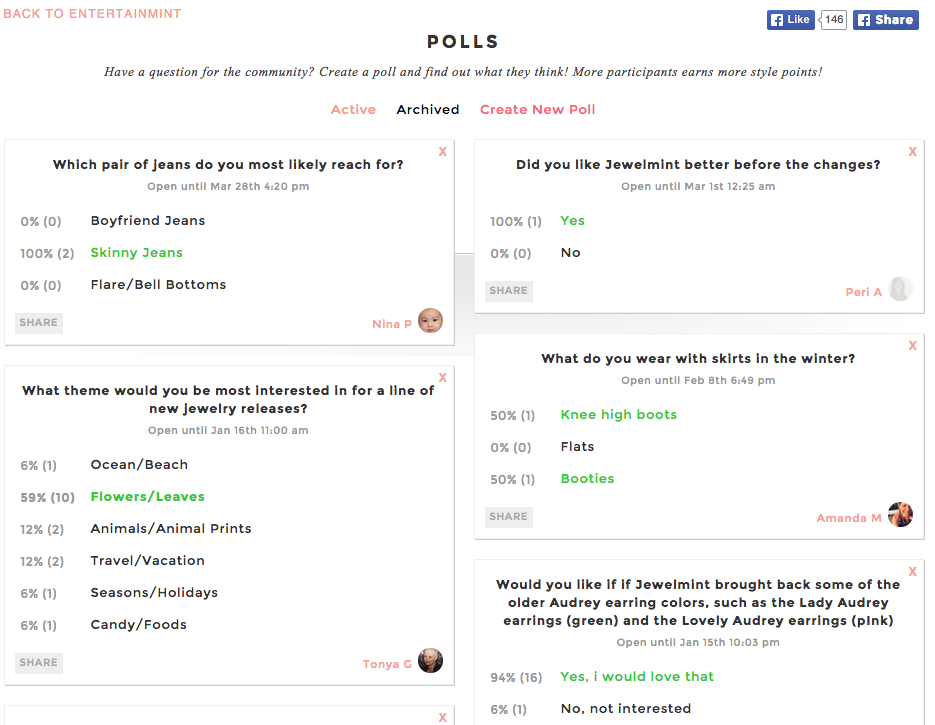 BACK TO ENTERTAINMINT
Like
146
Share
POLLS
Have a question for the community? Create a poll and find out what they think! More participants earns more style points!
Active Archived Create New Poll
X
Which pair of jeans do you most likely reach for?
Open until Mar 28th 4:20 pm
0% (0) Boyfriend Jeans
100% (2) Skinny Jeans
0% (0) Flare/Bell Bottoms
SHARE
Nina P
X
What theme would you be most interested in for a line of
new jewelry releases?
Open until Jan 16th 11:00 am
6% (1) Ocean/Beach
59% (10) Flowers/Leaves
12% (2) Animals/Animal Prints
12% (2) Travel/Vacation
6% (1) Seasons/Holidays
6% (1) Candy/Foods
SHARE
Tonya G
X
X
Did you like Jewelmint better before the changes?
Open until Mar 1st 12:25 am
100% (1) Yes
0% (0) No
SHARE
Peri A
X
What do you wear with skirts in the winter?
Open until Feb 8th 6:49 pm
50% (1) Knee high boots
0% (0) Flats
50% (1) Booties
SHARE
Amanda M
X
Would you like if if Jewelmint brought back some of the
older Audrey earring colors, such as the Lady Audrey
earrings (green) and the Lovely Audrey earrings (pInk)
Open until Jan 15th 10:03 pm
94% (16) Yes, i would love that
6% (1) No, not interested